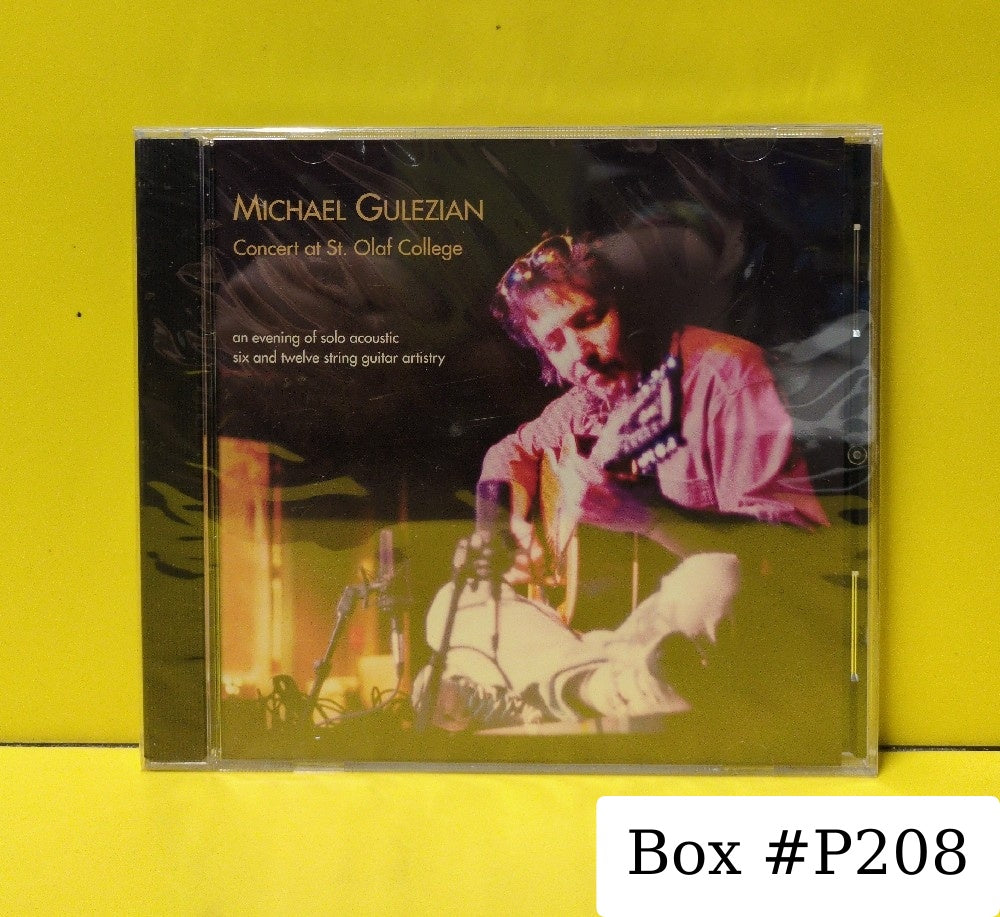 MICHAEL GULEZIAN
Concert at St. Olaf College
an evening of solo acoustic
six and twelve string guitar artistry
Box #P208